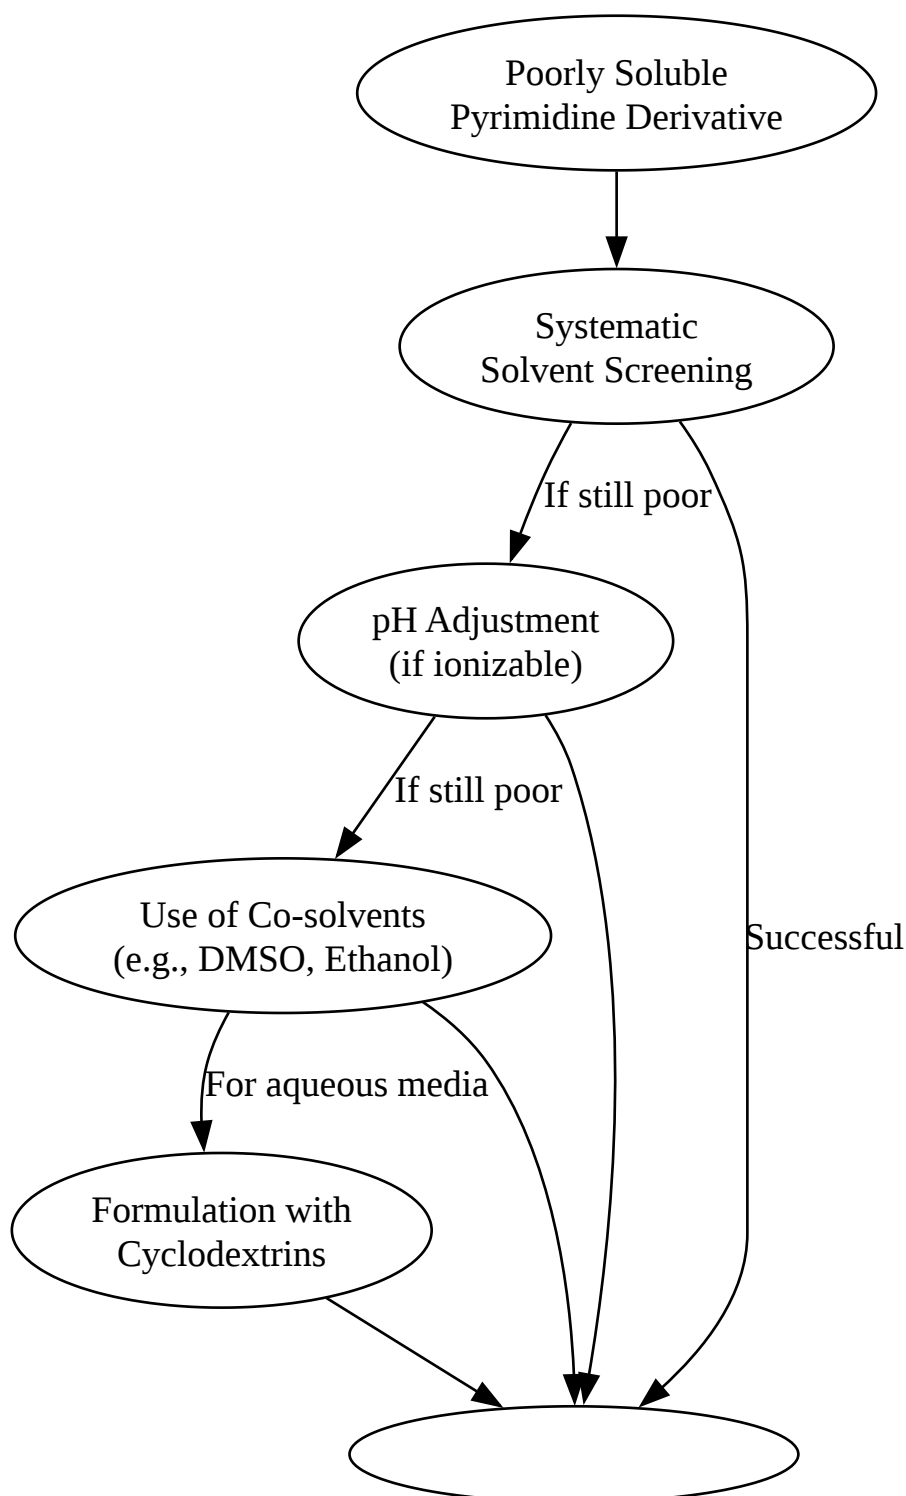 Poorly Soluble
Pyrimidine Derivative
Systematic
Solvent Screening
If still poor
pH Adjustment
(if ionizable)
If still poor
Use of Co-solvents
(e.g., DMSO, Ethanol)
Successful
For aqueous media
Formulation with
Cyclodextrins